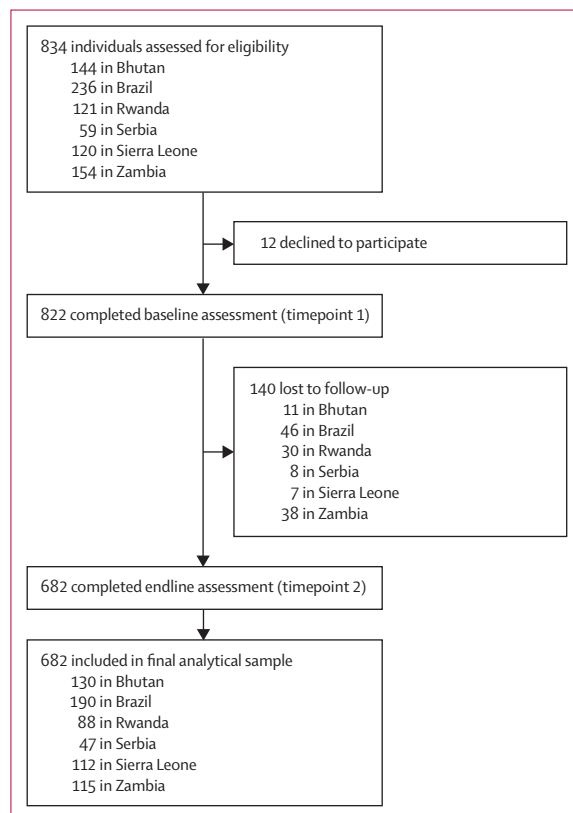 834 individuals assessed for eligibility
144 in Bhutan
236 in Brazil
121 in Rwanda
59 in Serbia
120 in Sierra Leone
154 in Zambia
12 declined to participate
822 completed baseline assessment (timepoint 1)
140 lost to follow-up
11 in Bhutan
46 in Brazil
30 in Rwanda
8 in Serbia
7 in Sierra Leone
38 in Zambia
682 completed endline assessment (timepoint 2)
682 included in final analytical sample
130 in Bhutan
190 in Brazil
88 in Rwanda
47 in Serbia
112 in Sierra Leone
115 in Zambia